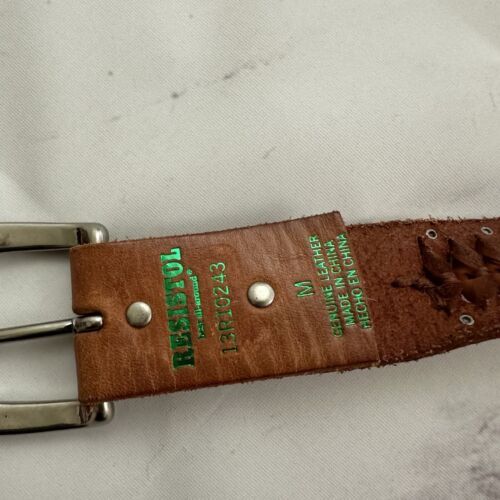 RESISTOL
13R10243
M
GENUINE LEATHER
MADE IN CHINA
HECHO EN CHINA